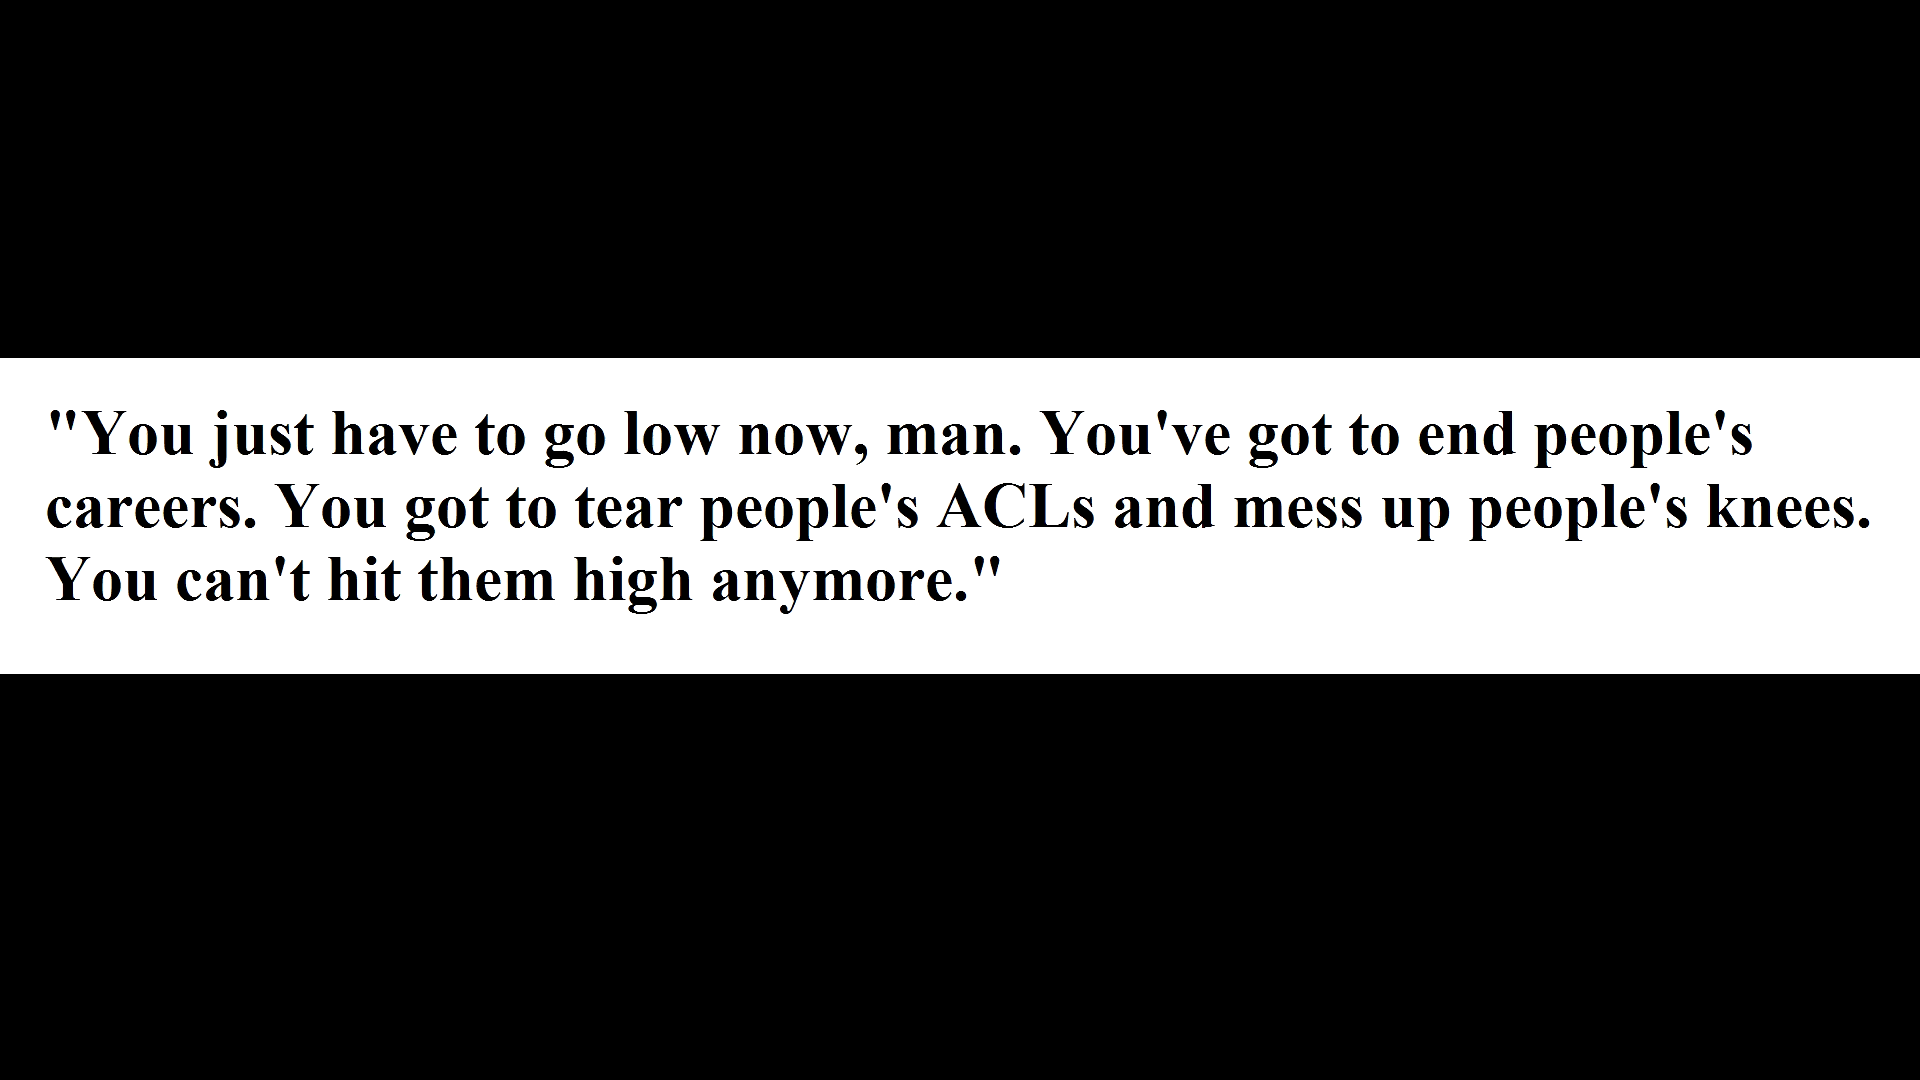 "You just have to go low now, man. You've got to end people's
careers. You got to tear people's ACLs and mess up people's knees.
You can't hit them high anymore."